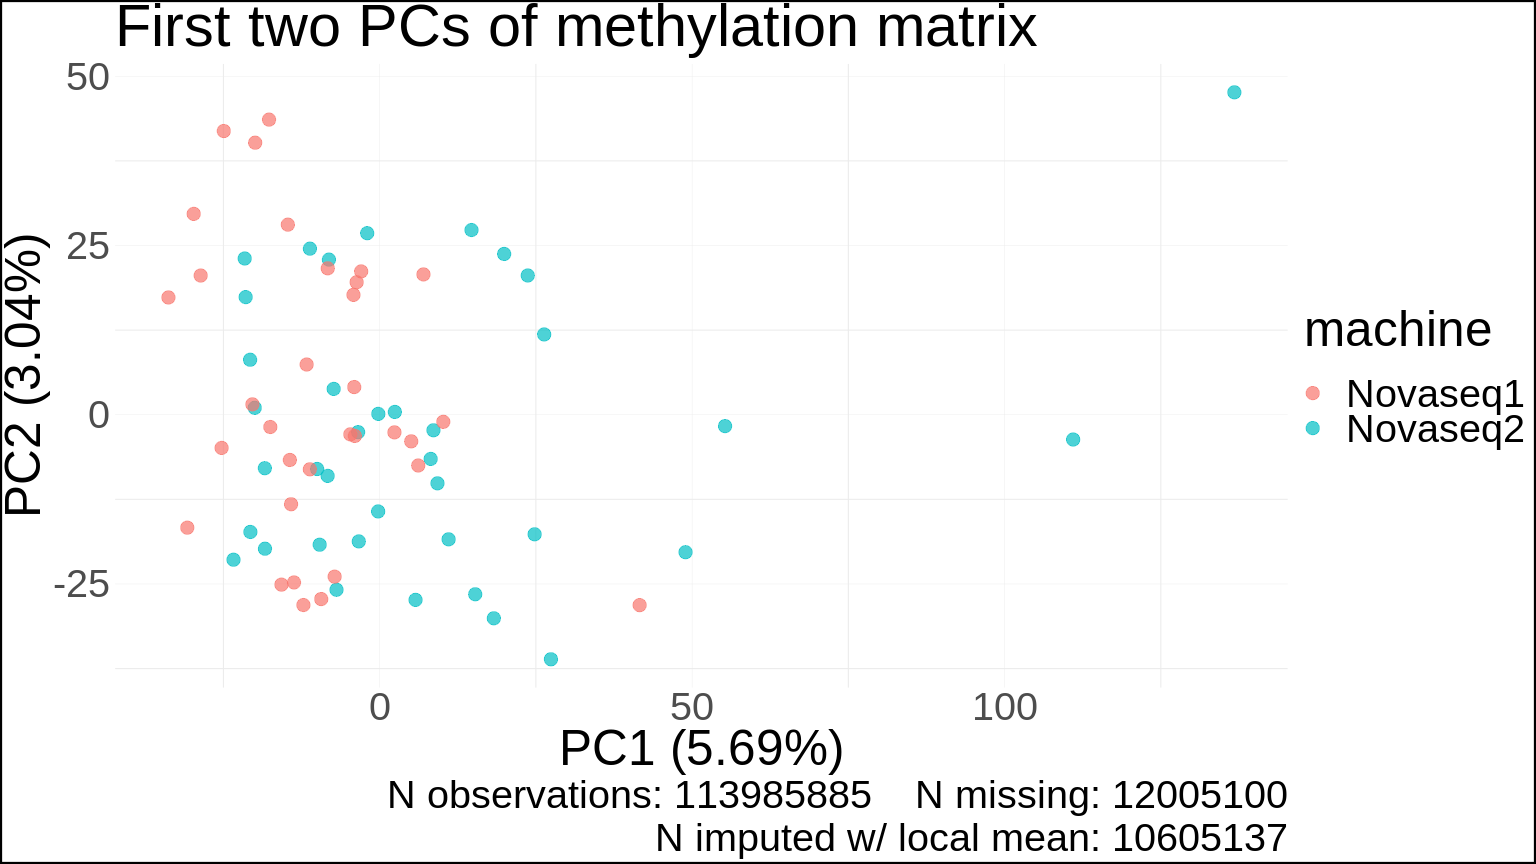 First two PCs of methylation matrix
50
25
0
-25
PC2 (3.04%)
0 50 100
PC1 (5.69%)
machine
Novaseq1
Novaseq2
N observations: 113985885 N missing: 12005100
N imputed w/ local mean: 10605137